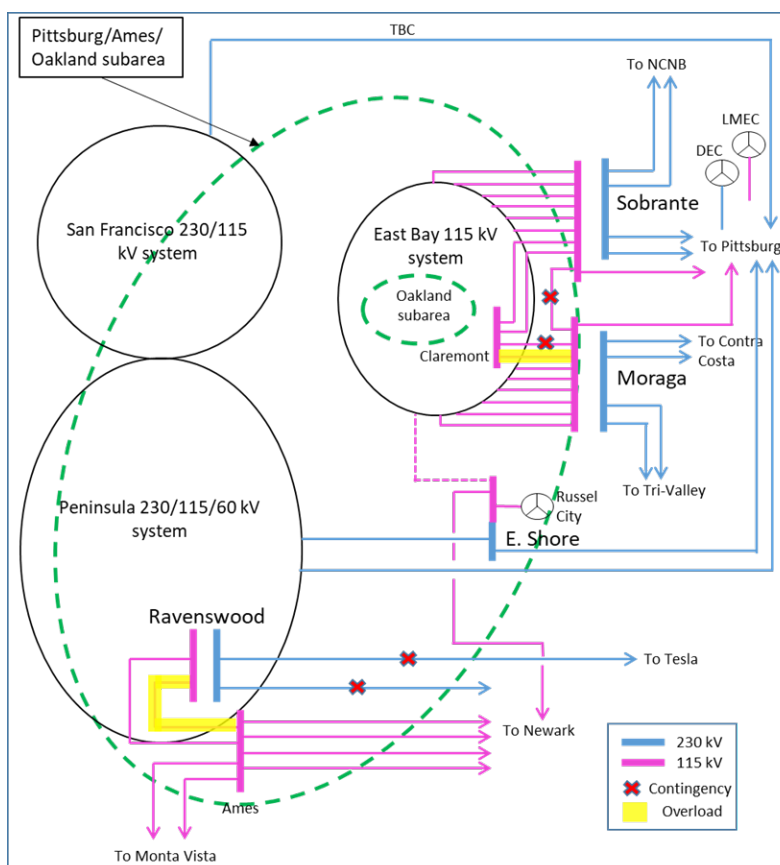 Pittsburg/Ames/
Oakland subarea
TBC
To NCNB
LMEC
DEC
Sobrante
To Pittsburg
San Francisco 230/115
kV system
East Bay 115 kV
system
Oakland
subarea
Claremont
To Contra
Costa
Moraga
To Tri-Valley
Russel
City
E. Shore
Peninsula 230/115/60 kV
system
Ravenswood
To Tesla
To Newark
Ames
To Monta Vista
230 kV
115 kV
Contingency
Overload